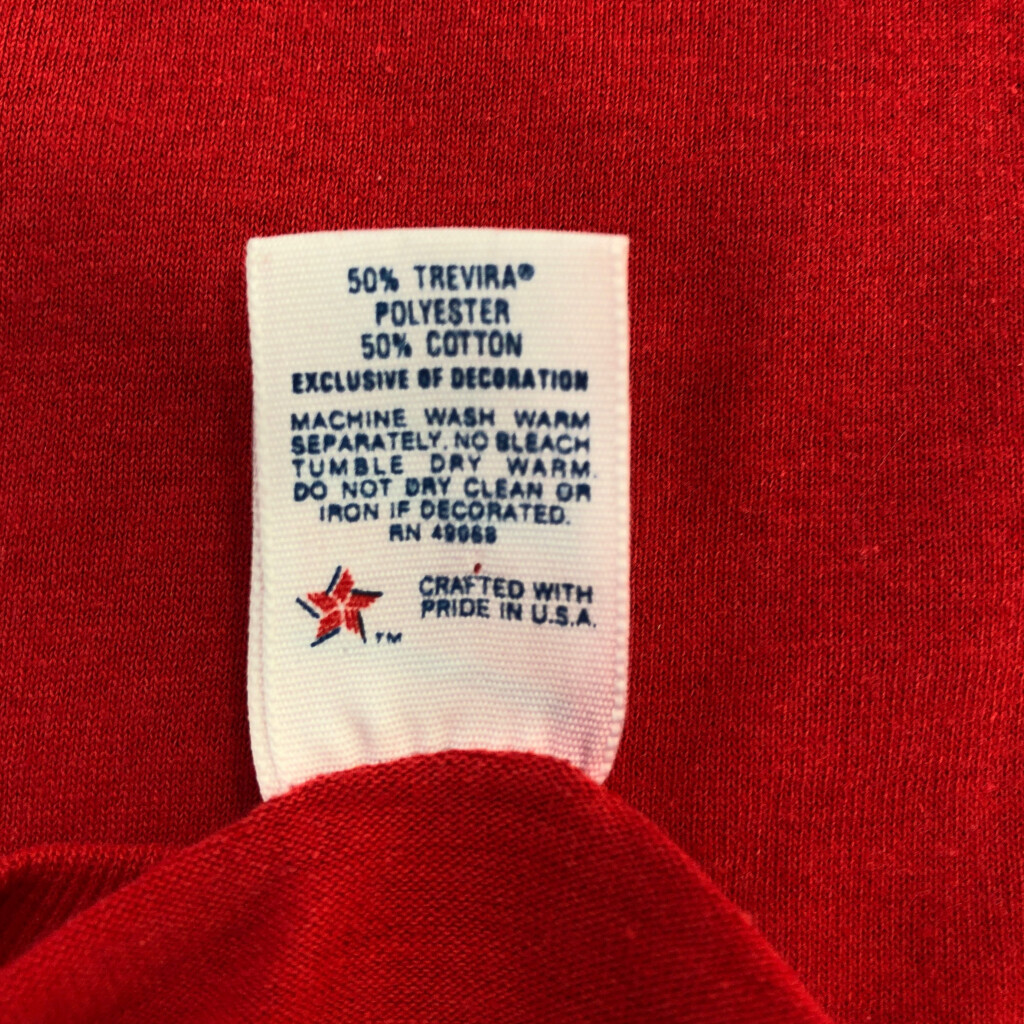 50% TREVIRA®
POLYESTER
50% COTTON
EXCLUSIVE OF DECORATION
MACHINE WASH WARM
SEPARATELY. NO BLEACH
TUMBLE DRY WARM.
DO NOT DRY CLEAN OR
IRON IF DECORATED.
RN
CRAFTED WITH
PRIDE IN U.S.A.
TM